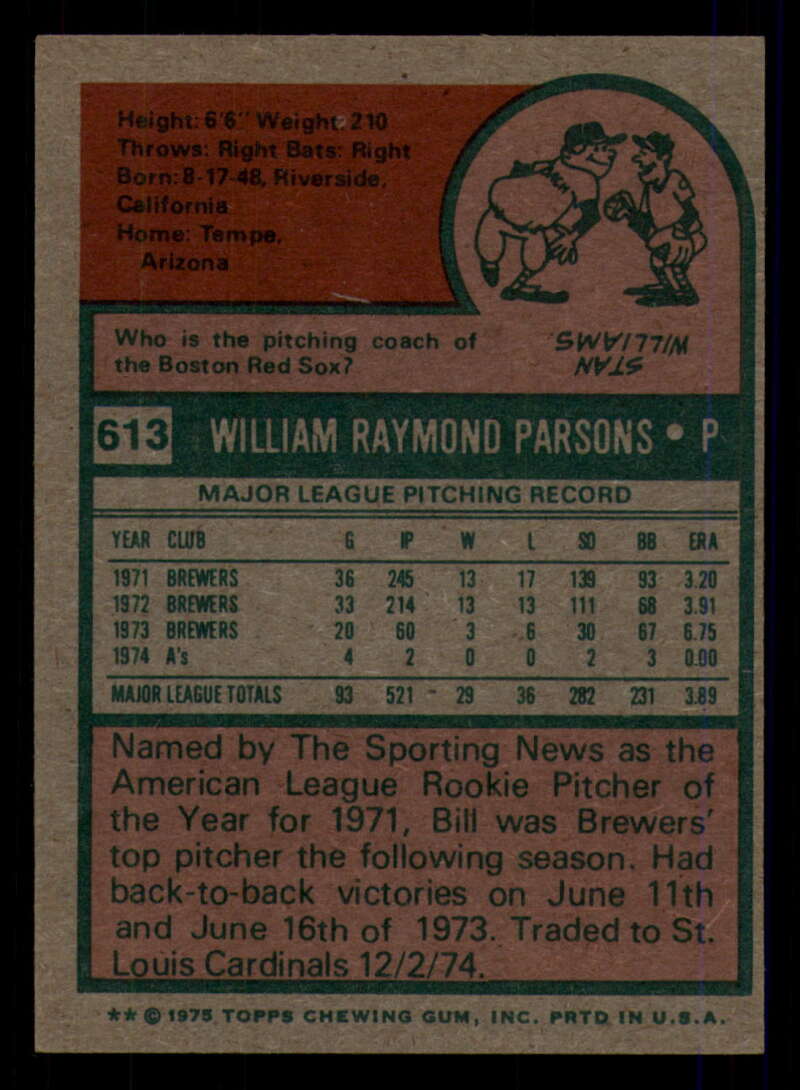 Height: 6'6" Weight: 210
Throws: Right Bats: Right
Born: 8-17-48, Riverside,
California
Home: Tempe,
Arizona
Who is the pitching coach of
the Boston Red Sox?
STAN
WILLIAMS
613 WILLIAM RAYMOND PARSONS • P
MAJOR LEAGUE PITCHING RECORD
YEAR CLUB G IP W L SO BB ERA
1971 BREWERS 36 245 13 17 139 93 3.20
1972 BREWERS 33 214 13 13 111 68 3.91
1973 BREWERS 20 60 3 6 30 67 6.75
1974 A's 4 2 0 0 2 3 0.00
MAJOR LEAGUE TOTALS 93 521 29 36 282 231 3.89
Named by The Sporting News as the
American League Rookie Pitcher of
the Year for 1971, Bill was Brewers'
top pitcher the following season. Had
back-to-back victories on June 11th
and June 16th of 1973. Traded to St.
Louis Cardinals 12/2/74.
** © 1975 TOPPS CHEWING GUM, INC. PRTD IN U.S.A.